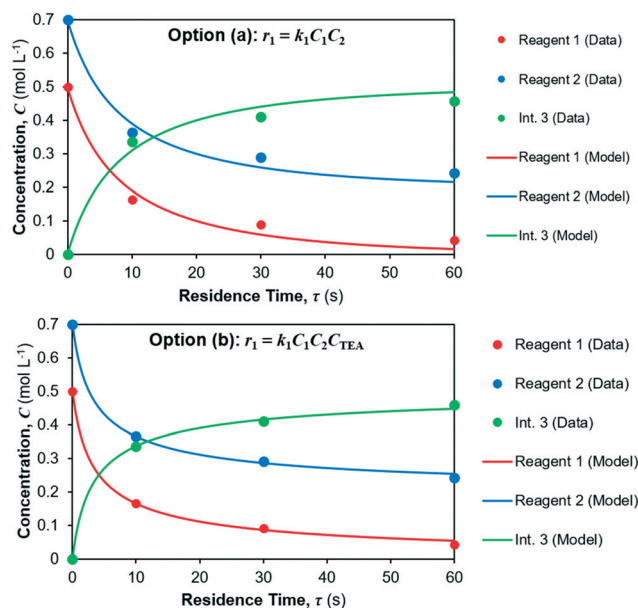 Option (a): r₁ = k₁C₁C₂
Concentration, C (mol L⁻¹)
0.7
0.6
0.5
0.4
0.3
0.2
0.1
0
0 10 20 30 40 50 60
Residence Time, τ (s)
Reagent 1 (Data)
Reagent 2 (Data)
Int. 3 (Data)
Reagent 1 (Model)
Reagent 2 (Model)
Int. 3 (Model)
Option (b): r₁ = k₁C₁C₂C_TEA
Concentration, C (mol L⁻¹)
0.7
0.6
0.5
0.4
0.3
0.2
0.1
0
0 10 20 30 40 50 60
Residence Time, τ (s)
Reagent 1 (Data)
Reagent 2 (Data)
Int. 3 (Data)
Reagent 1 (Model)
Reagent 2 (Model)
Int. 3 (Model)